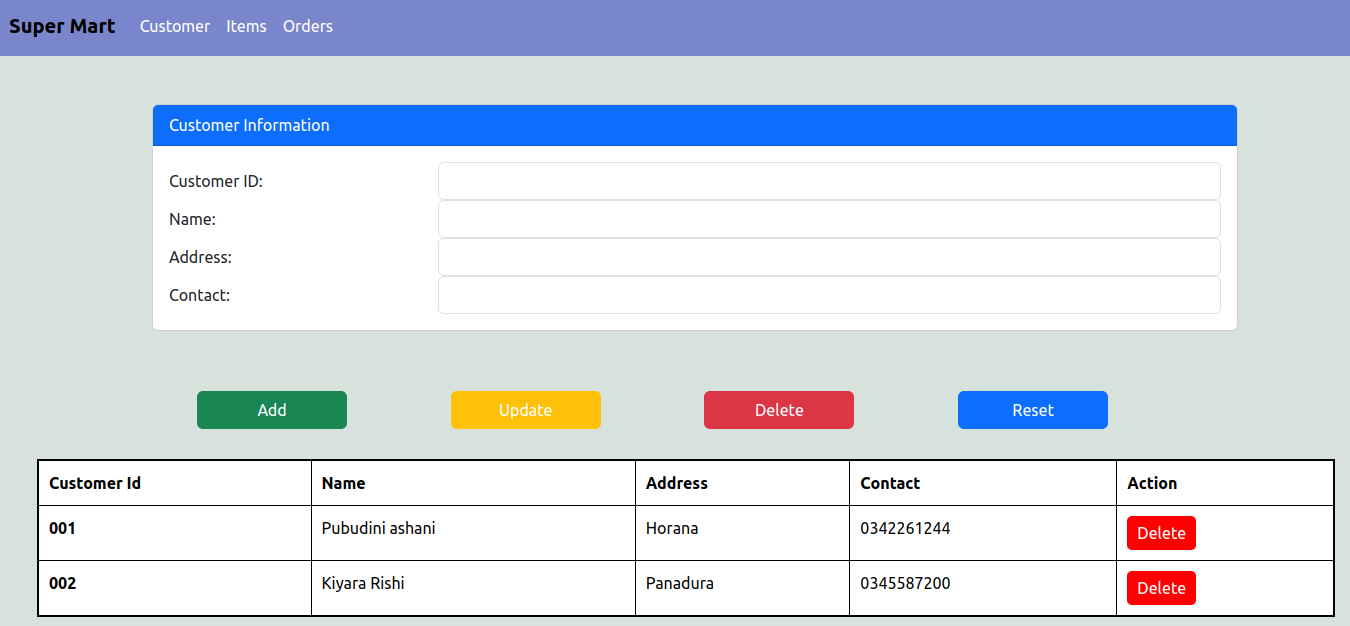 Super Mart Customer Items Orders
Customer Information
Customer ID:
Name:
Address:
Contact:
Add Update Delete Reset
Customer Id Name Address Contact Action
001 Pubudini ashani Horana 0342261244 Delete
002 Kiyara Rishi Panadura 0345587200 Delete